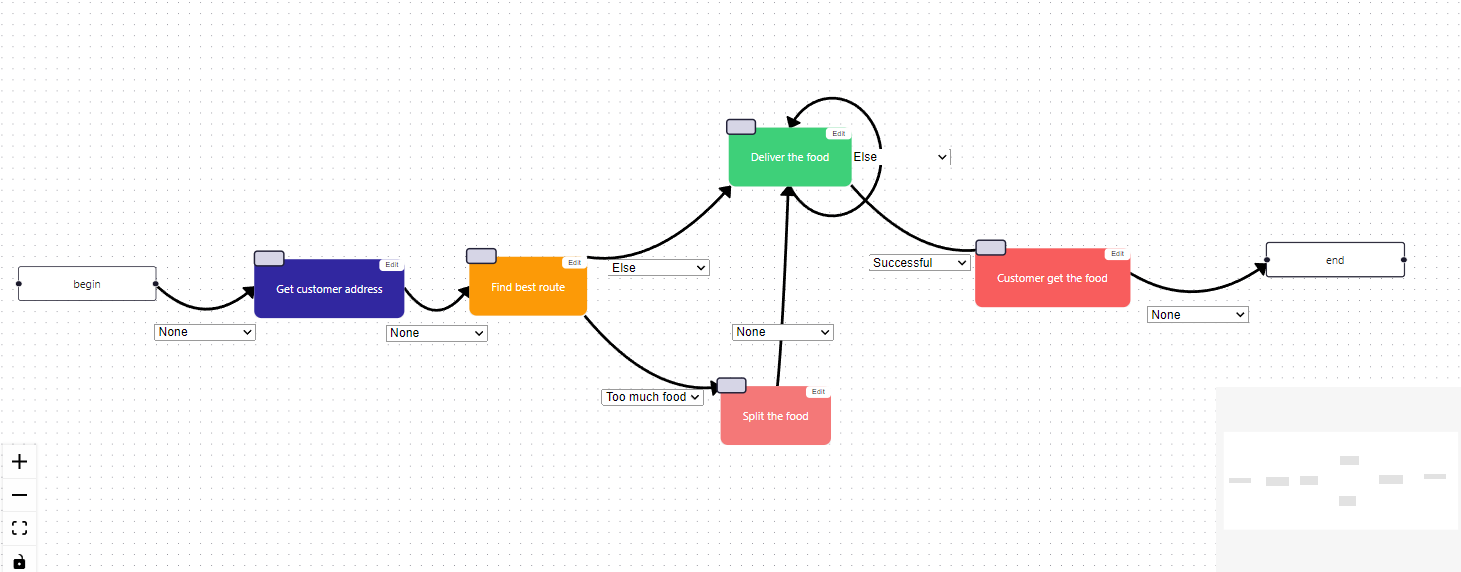 Edit
Deliver the food
Else
begin
Edit
Get customer address
None
None
Edit
Find best route
Else
Successful
Edit
Customer get the food
end
None
None
Too much food
Edit
Split the food